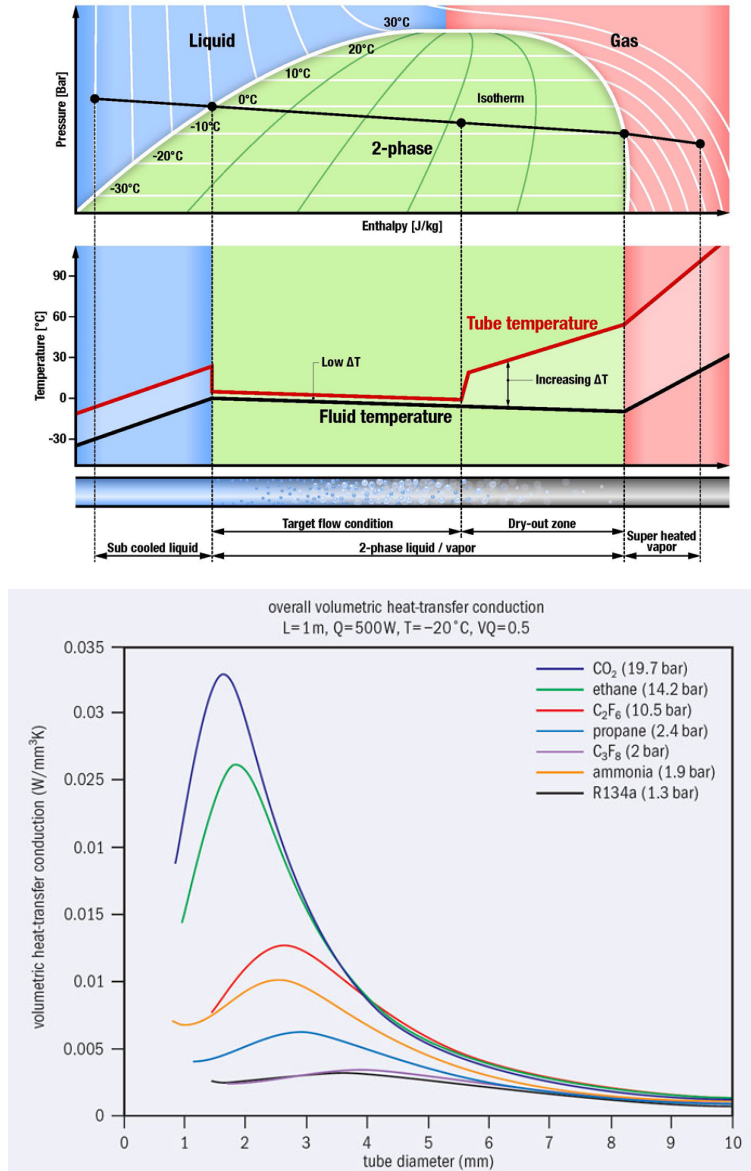 Pressure [Bar]
Liquid
Gas
30°C
20°C
10°C
0°C
-10°C
-20°C
-30°C
Isotherm
2-phase
Enthalpy [J/kg]
Temperature [°C]
90
60
30
0
-30
Tube temperature
Low ΔT
Increasing ΔT
Fluid temperature
Target flow condition
Dry-out zone
Sub cooled liquid
2-phase liquid / vapor
Super heated
vapor
overall volumetric heat-transfer conduction
L=1m, Q=500W, T=−20°C, VQ=0.5
volumetric heat-transfer conduction (W/mm³K)
0.035
0.03
0.025
0.01
0.015
0.01
0.005
0
CO₂ (19.7 bar)
ethane (14.2 bar)
C₂F₆ (10.5 bar)
propane (2.4 bar)
C₃F₈ (2 bar)
ammonia (1.9 bar)
R134a (1.3 bar)
0 1 2 3 4 5 6 7 8 9 10
tube diameter (mm)